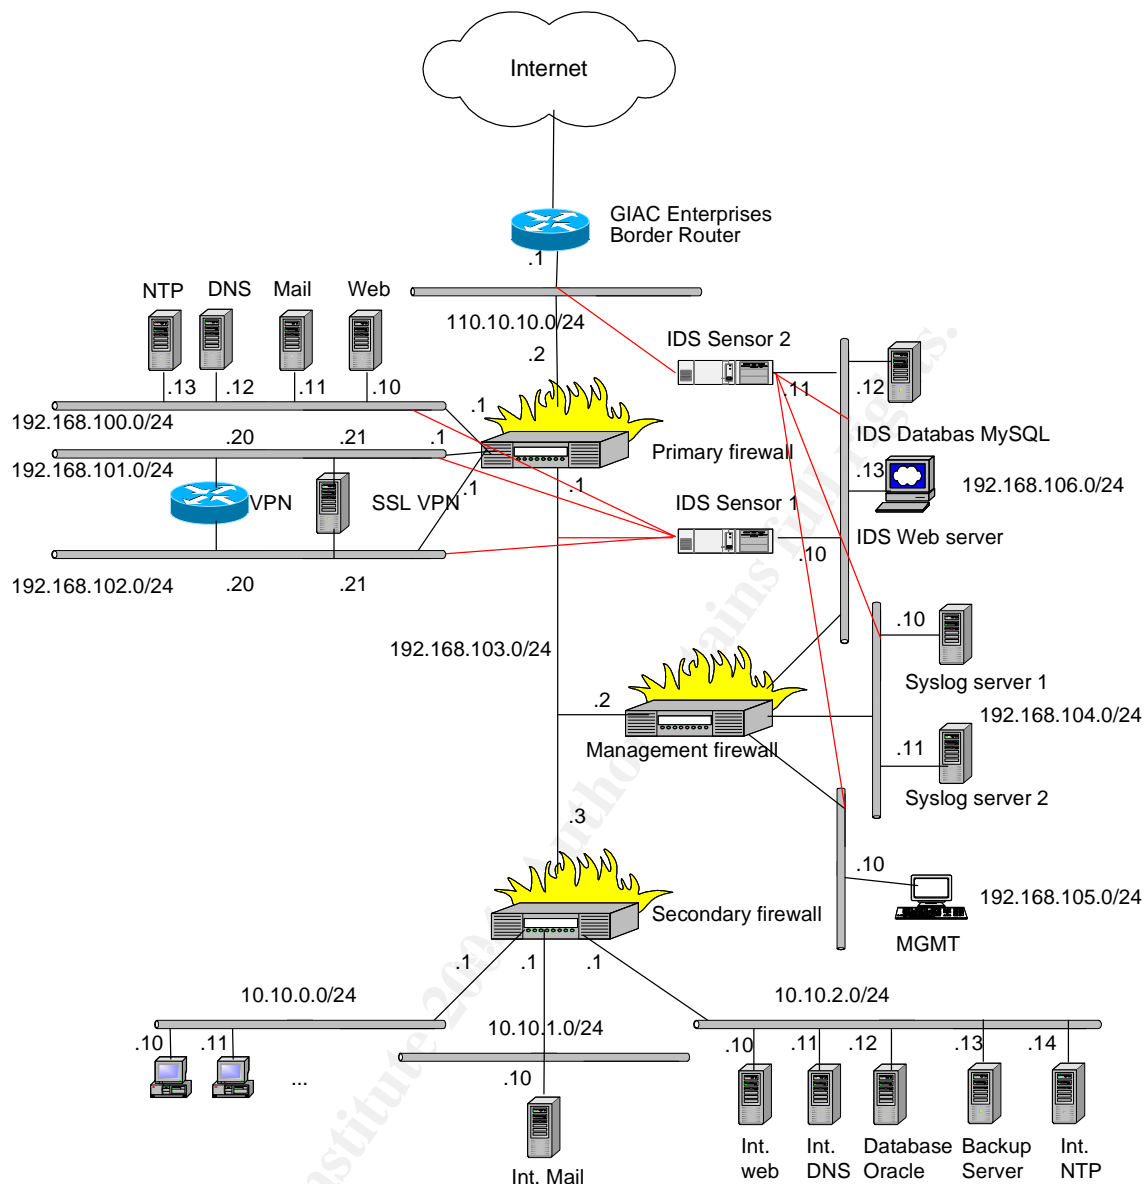 Internet
GIAC Enterprises
Border Router
.1
NTP
DNS
Mail
Web
110.10.10.0/24
.2
IDS Sensor 2
.11
.12
.13
.12
.11
.10
192.168.100.0/24
.1
IDS Databas MySQL
.20
.21
.1
Primary firewall
192.168.101.0/24
.13
192.168.106.0/24
VPN
SSL VPN
.1
.1
IDS Sensor 1
IDS Web server
.10
192.168.102.0/24
.20
.21
.10
192.168.103.0/24
Syslog server 1
.2
192.168.104.0/24
Management firewall
.11
Syslog server 2
.3
.10
192.168.105.0/24
Secondary firewall
MGMT
.1
.1
.1
10.10.0.0/24
10.10.2.0/24
10.10.1.0/24
.10
.11
.10
.11
.12
.13
.14
...
.10
Int. Mail
Int.
web
Int.
DNS
Database
Oracle
Backup
Server
Int.
NTP
nstitute 200
Autho
tains full rights.